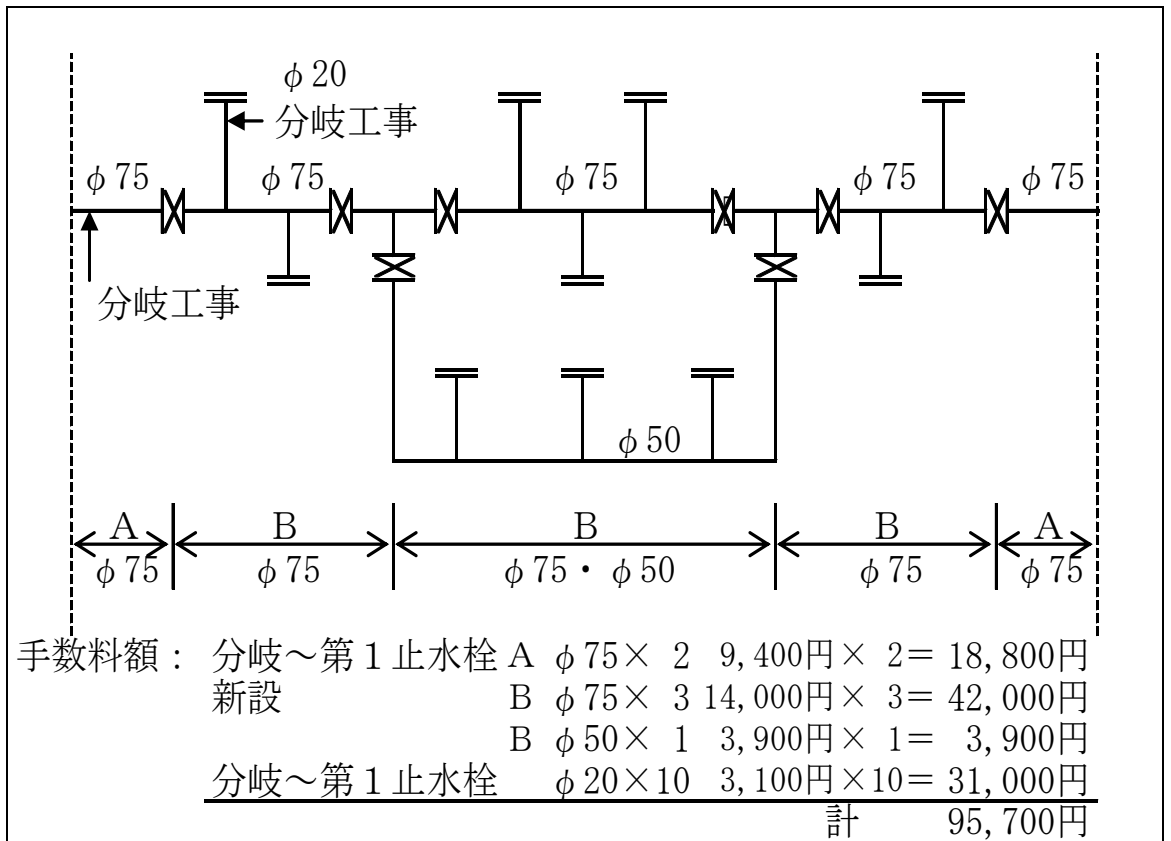 φ20
分岐工事
φ75 φ75 φ75 φ75 φ75
分岐工事
φ50
A B B B A
φ75 φ75 φ75・φ50 φ75 φ75
手数料額： 分岐～第１止水栓 A φ75× 2 9,400円× 2＝ 18,800円
新設 B φ75× 3 14,000円× 3＝ 42,000円
B φ50× 1 3,900円× 1＝ 3,900円
分岐～第１止水栓 φ20×10 3,100円×10＝ 31,000円
計 95,700円